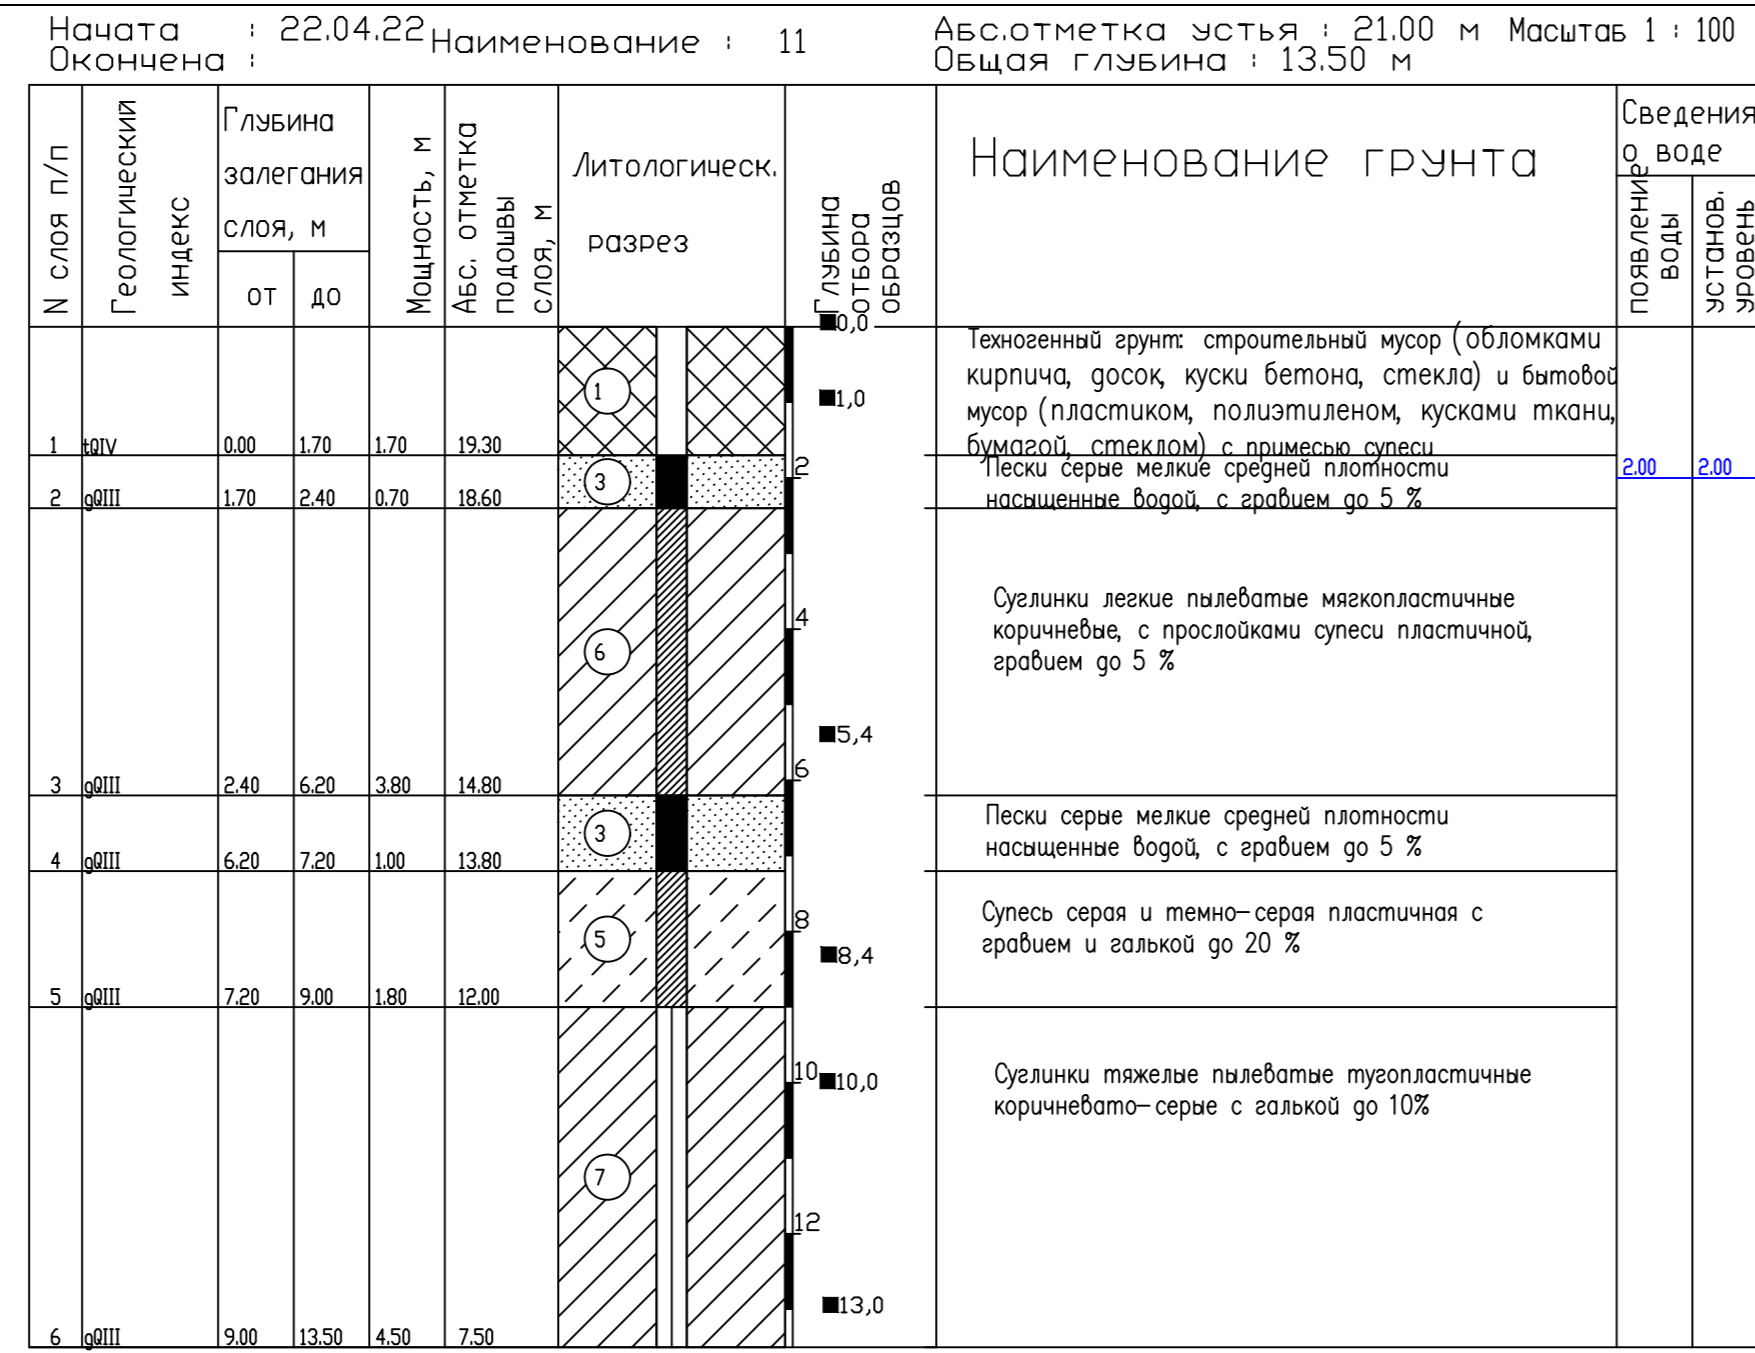 Начата : 22.04.22 Наименование : 11 Абс.отметка устья : 21.00 м Масштаб 1 : 100
Окончена : Общая глубина : 13.50 м
N слоя п/п
Геологический
индекс
Глубина
залегания
слоя, м
от до
Мощность, м
Абс. отметка
подошвы
слоя, м
Литологическ.
разрез
Глубина
отбора
образцов
Наименование грунта
Сведения
о воде
появление
воды
установ.
уровень
0,0
Техногенный грунт: строительный мусор (обломками
кирпича, досок, куски бетона, стекла) и бытовой
1 1,0
мусор (пластиком, полиэтиленом, кусками ткани,
бумагой, стеклом) с примесью супеси
1 tQIV 0.00 1.70 1.70 19.30
2 Пески серые мелкие средней плотности 2.00 2.00
3
насыщенные водой, с гравием до 5 %
2 gQIII 1.70 2.40 0.70 18.60
Суглинки легкие пылеватые мягкопластичные
4
коричневые, с прослойками супеси пластичной,
6
гравием до 5 %
5,4
6
3 gQIII 2.40 6.20 3.80 14.80
Пески серые мелкие средней плотности
3
насыщенные водой, с гравием до 5 %
4 gQIII 6.20 7.20 1.00 13.80
8 Супесь серая и темно-серая пластичная с
5
гравием и галькой до 20 %
8,4
5 gQIII 7.20 9.00 1.80 12.00
10 10,0 Суглинки тяжелые пылеватые тугопластичные
коричневато-серые с галькой до 10%
7
12
13,0
6 gQIII 9.00 13.50 4.50 7.50